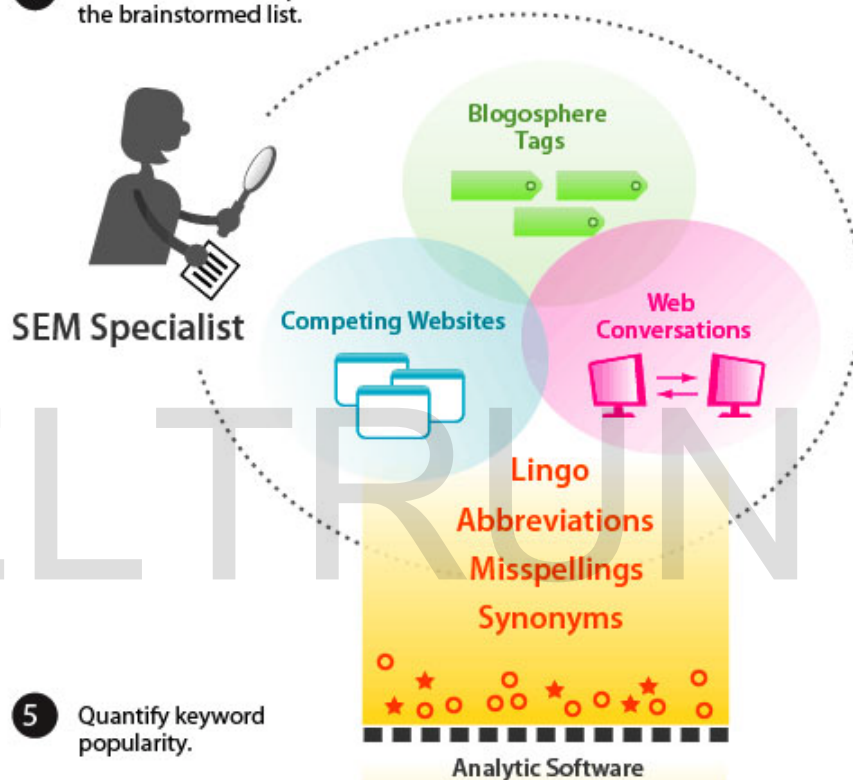 the brainstormed list.
Blogosphere
Tags
SEM Specialist
Competing Websites
Web
Conversations
Lingo
Abbreviations
Misspellings
Synonyms
5 Quantify keyword
popularity.
Analytic Software